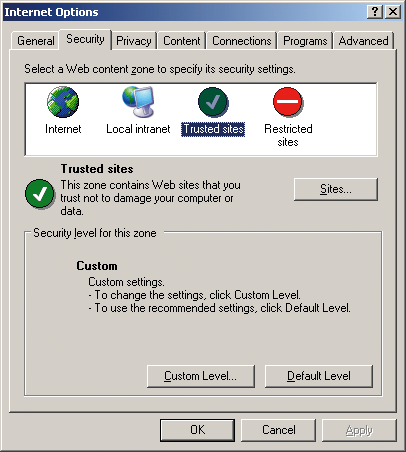 Internet Options
General Security Privacy Content Connections Programs Advanced
Select a Web content zone to specify its security settings.
Internet Local intranet Trusted sites Restricted
sites
Trusted sites
This zone contains Web sites that you
trust not to damage your computer or
data.
Sites...
Security level for this zone
Custom
Custom settings.
- To change the settings, click Custom Level.
- To use the recommended settings, click Default Level.
Custom Level... Default Level
OK Cancel Apply